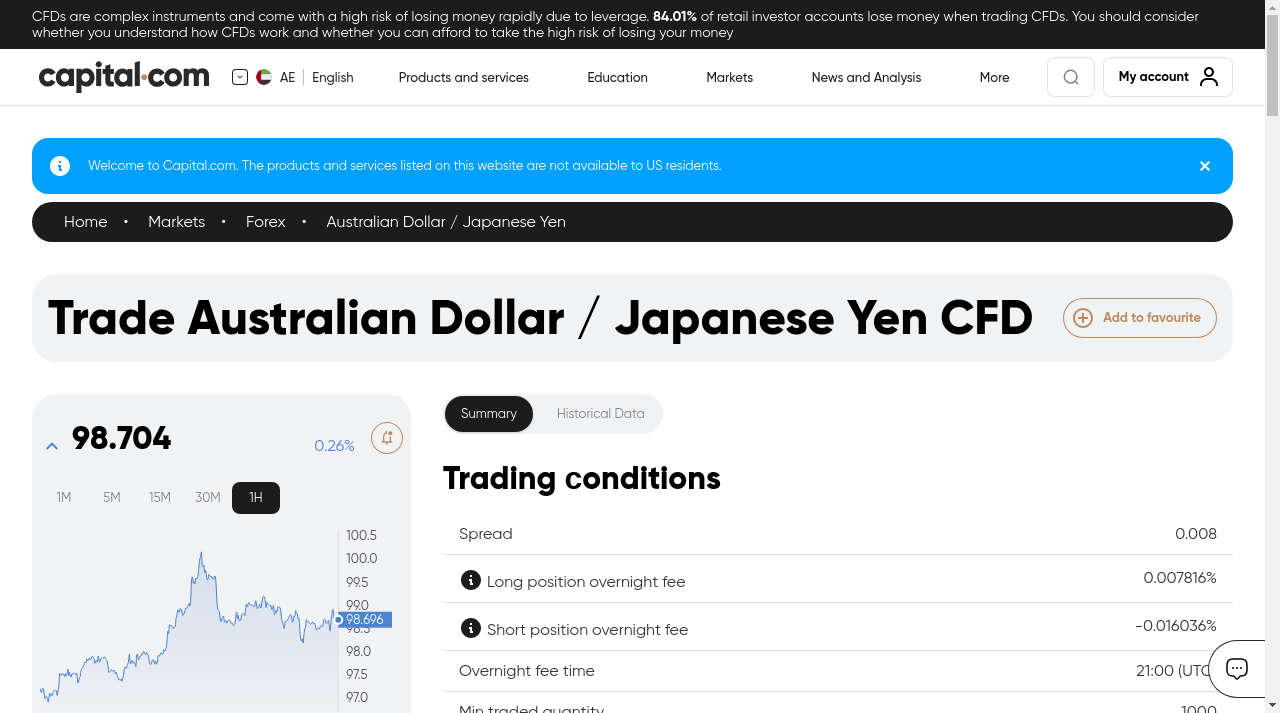 CFDs are complex instruments and come with a high risk of losing money rapidly due to leverage. 84.01% of retail investor accounts lose money when trading CFDs. You should consider
whether you understand how CFDs work and whether you can afford to take the high risk of losing your money
capital.com
AE English Products and services Education Markets News and Analysis More My account
Welcome to Capital.com. The products and services listed on this website are not available to US residents.
Home • Markets • Forex • Australian Dollar / Japanese Yen
Trade Australian Dollar / Japanese Yen CFD
Add to favourite
98.704 0.26%
1M 5M 15M 30M 1H
100.5
100.0
99.5
99.0
98.696
98.5
98.0
97.5
97.0
Summary Historical Data
Trading conditions
Spread 0.008
Long position overnight fee 0.007816%
Short position overnight fee -0.016036%
Overnight fee time 21:00 (UTC
Min traded quantity 1000